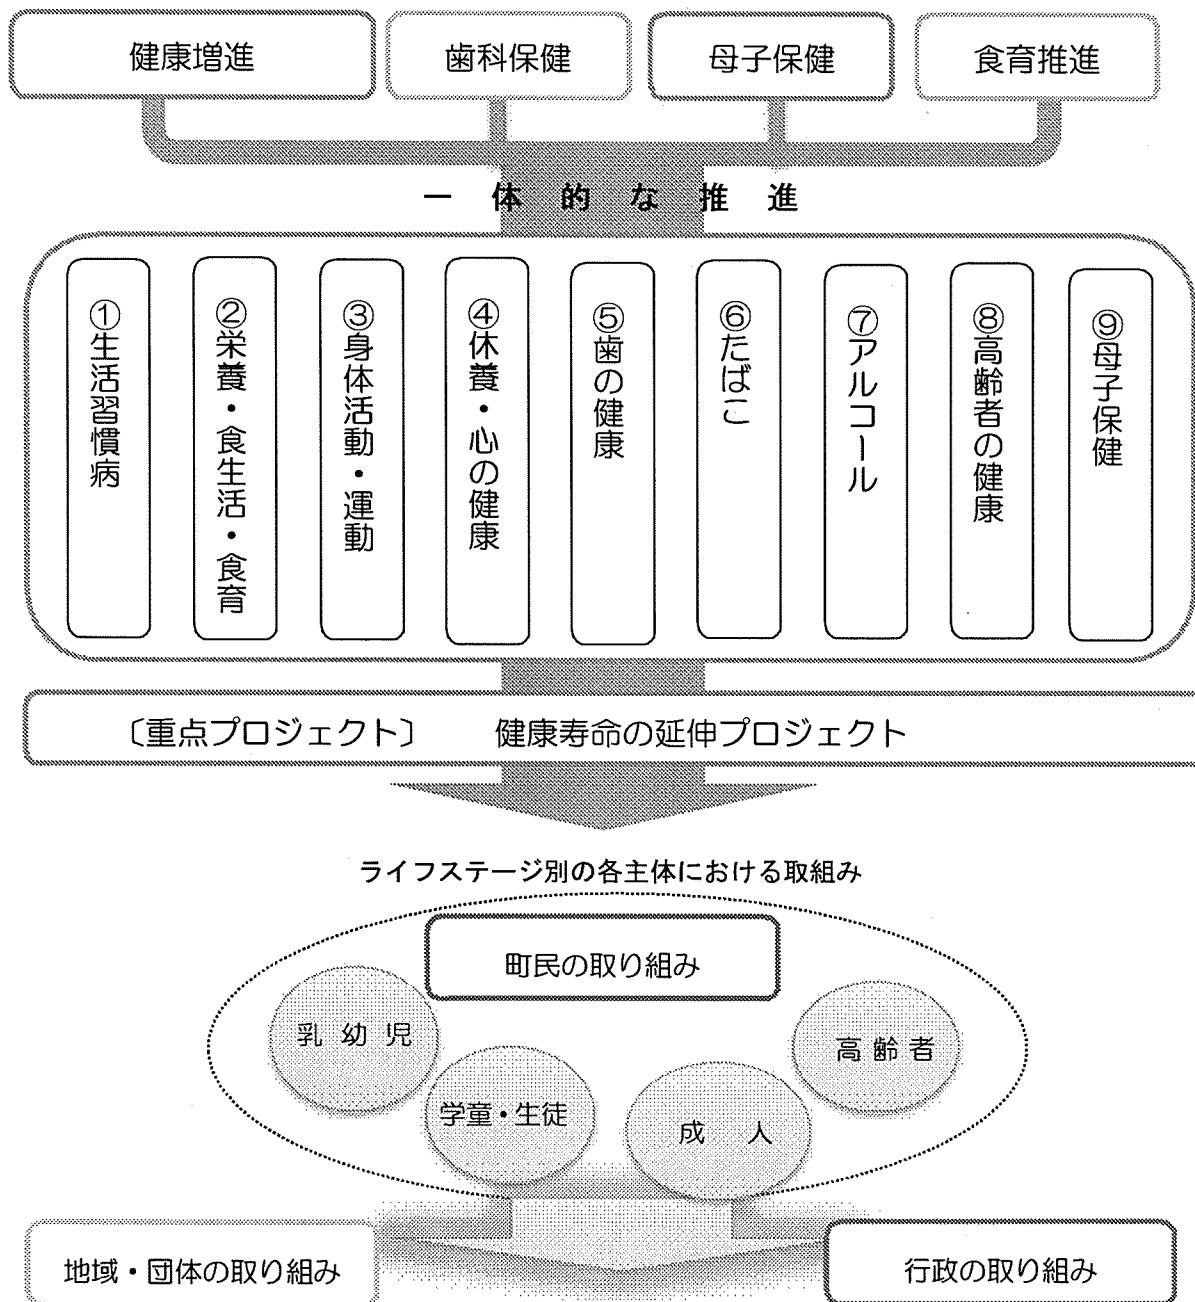 健康増進
歯科保健
母子保健
食育推進
一体的な推進
①生活習慣病
②栄養・食生活・食育
③身体活動・運動
④休養・心の健康
⑤歯の健康
⑥たばこ
⑦アルコール
⑧高齢者の健康
⑨母子保健
〔重点プロジェクト〕 健康寿命の延伸プロジェクト
ライフステージ別の各主体における取組み
町民の取り組み
乳幼児
高齢者
学童・生徒
成人
地域・団体の取り組み
行政の取り組み